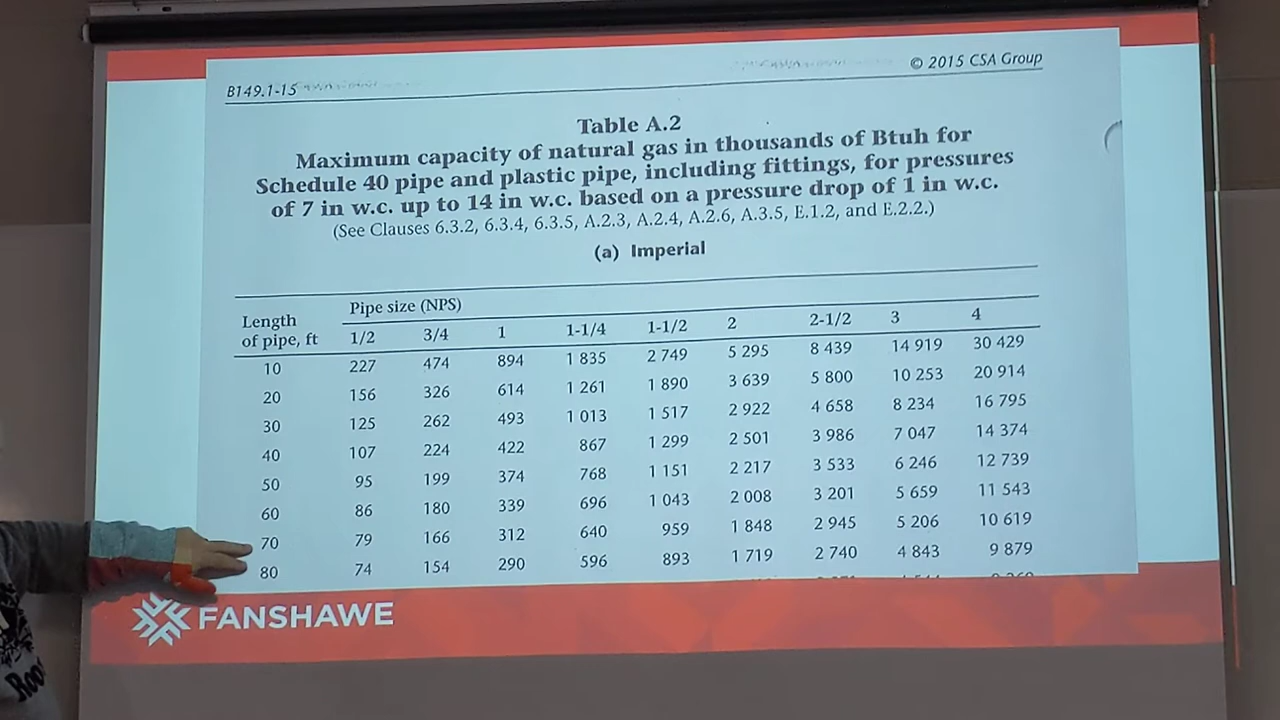 B149.1-15
© 2015 CSA Group
Table A.2
Maximum capacity of natural gas in thousands of Btuh for
Schedule 40 pipe and plastic pipe, including fittings, for pressures
of 7 in w.c. up to 14 in w.c. based on a pressure drop of 1 in w.c.
(See Clauses 6.3.2, 6.3.4, 6.3.5, A.2.3, A.2.4, A.2.6, A.3.5, E.1.2, and E.2.2.)
(a) Imperial
Length
of pipe, ft
Pipe size (NPS)
1/2 3/4 1 1-1/4 1-1/2 2 2-1/2 3 4
10 227 474 894 1 835 2 749 5 295 8 439 14 919 30 429
20 156 326 614 1 261 1 890 3 639 5 800 10 253 20 914
30 125 262 493 1 013 1 517 2 922 4 658 8 234 16 795
40 107 224 422 867 1 299 2 501 3 986 7 047 14 374
50 95 199 374 768 1 151 2 217 3 533 6 246 12 739
60 86 180 339 696 1 043 2 008 3 201 5 659 11 543
70 79 166 312 640 959 1 848 2 945 5 206 10 619
80 74 154 290 596 893 1 719 2 740 4 843 9 879
FANSHAWE
Roo